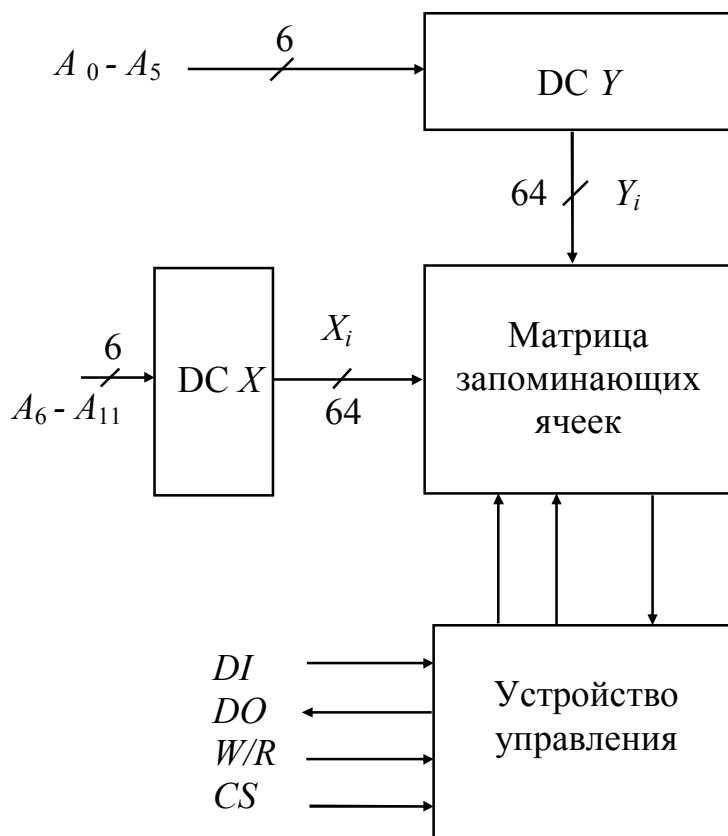 6
A 0 - A5
DC Y
64
Yi
6
A6 - A11
DC X
Xi
64
Матрица
запоминающих
ячеек
DI
DO
W/R
CS
Устройство
управления